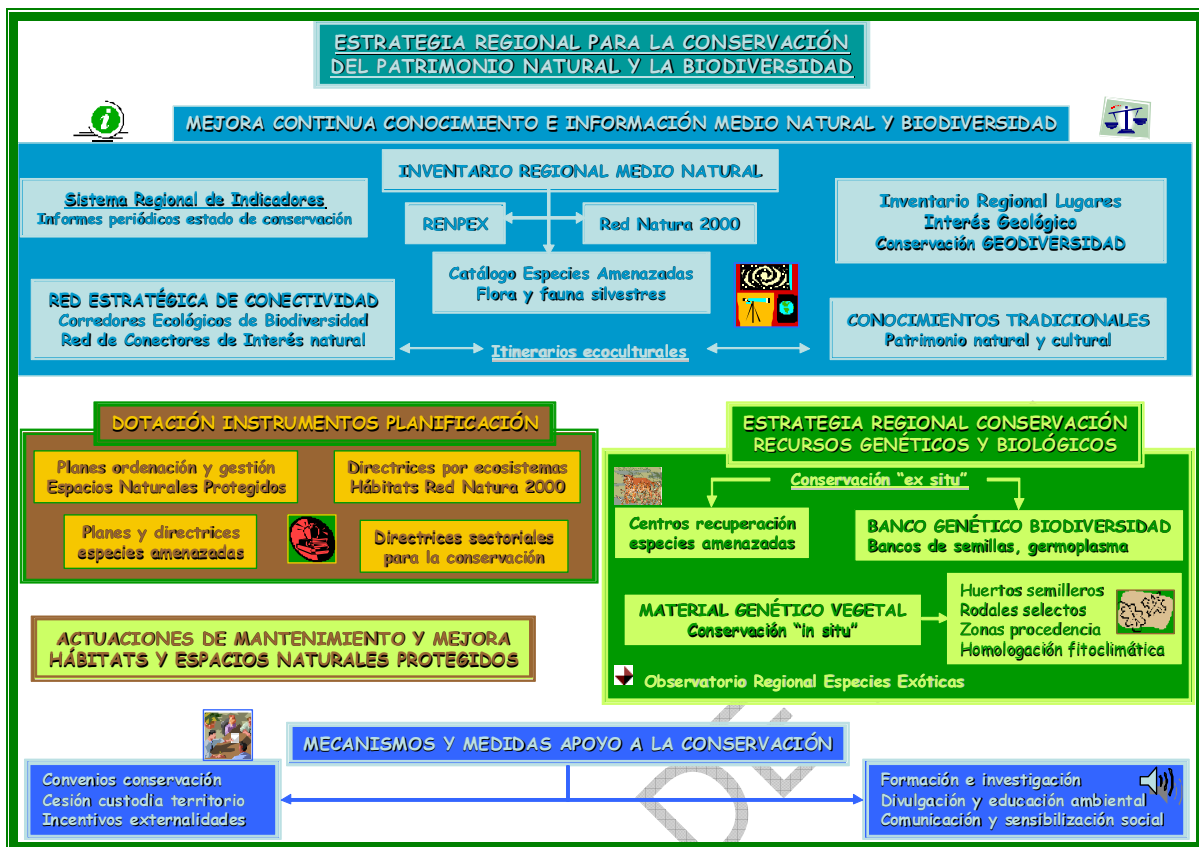 ESTRATEGIA REGIONAL PARA LA CONSERVACIÓN
DEL PATRIMONIO NATURAL Y LA BIODIVERSIDAD
MEJORA CONTINUA CONOCIMIENTO E INFORMACIÓN MEDIO NATURAL Y BIODIVERSIDAD
INVENTARIO REGIONAL MEDIO NATURAL
Sistema Regional de Indicadores
Informes periódicos estado de conservación
RENPEX
Red Natura 2000
Inventario Regional Lugares
Interés Geológico
Conservación GEODIVERSIDAD
Catálogo Especies Amenazadas
Flora y fauna silvestres
RED ESTRATÉGICA DE CONECTIVIDAD
Corredores Ecológicos de Biodiversidad
Red de Conectores de Interés natural
Itinerarios ecoculturales
CONOCIMIENTOS TRADICIONALES
Patrimonio natural y cultural
DOTACIÓN INSTRUMENTOS PLANIFICACIÓN
Planes ordenación y gestión
Espacios Naturales Protegidos
Directrices por ecosistemas
Hábitats Red Natura 2000
Planes y directrices
especies amenazadas
Directrices sectoriales
para la conservación
ESTRATEGIA REGIONAL CONSERVACIÓN
RECURSOS GENÉTICOS Y BIOLÓGICOS
Conservación "ex situ"
Centros recuperación
especies amenazadas
BANCO GENÉTICO BIODIVERSIDAD
Bancos de semillas, germoplasma
MATERIAL GENÉTICO VEGETAL
Conservación "in situ"
Huertos semilleros
Rodales selectos
Zonas procedencia
Homologación fitoclimática
Observatorio Regional Especies Exóticas
ACTUACIONES DE MANTENIMIENTO Y MEJORA
HÁBITATS Y ESPACIOS NATURALES PROTEGIDOS
MECANISMOS Y MEDIDAS APOYO A LA CONSERVACIÓN
Convenios conservación
Cesión custodia territorio
Incentivos externalidades
Formación e investigación
Divulgación y educación ambiental
Comunicación y sensibilización social
DE